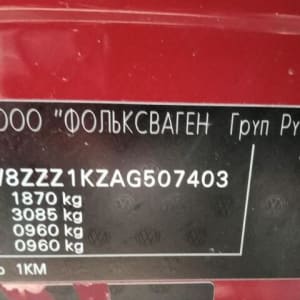 ООО "ФОЛЬКСВАГЕН Груп Ру
W8ZZZ1KZAG507403
1870 kg
3085 kg
0960 kg
0960 kg
1KM